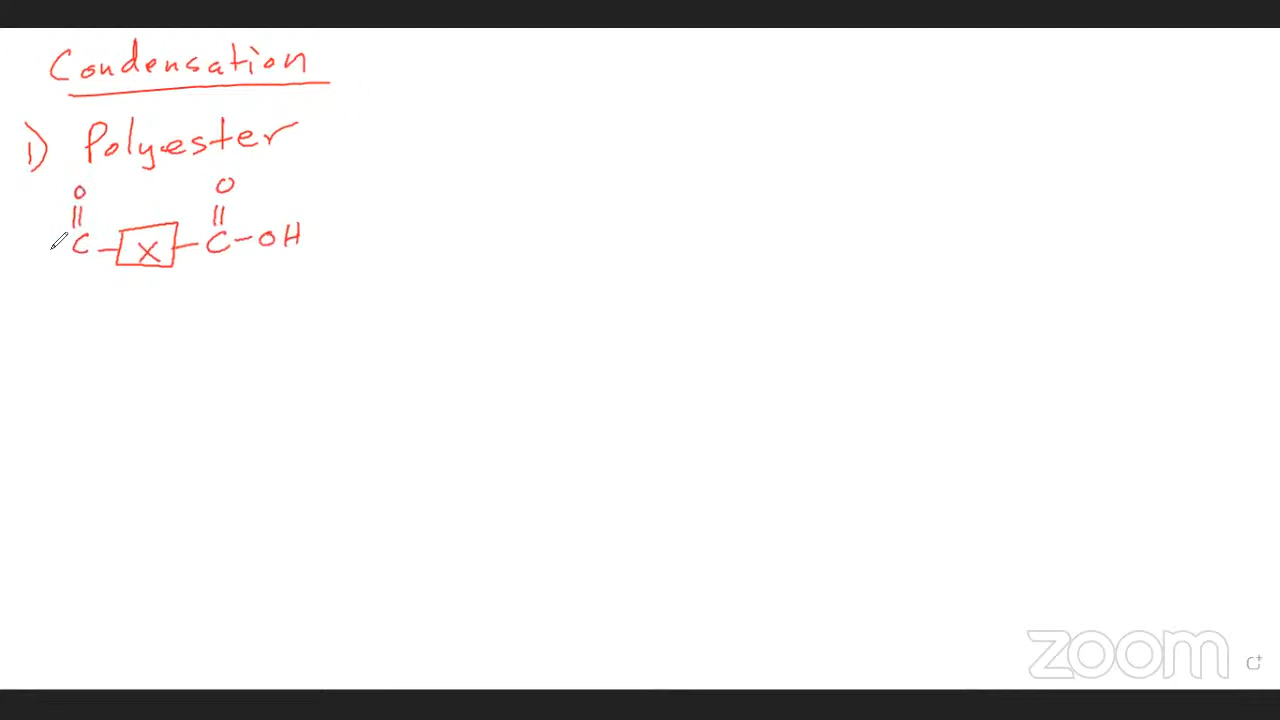 Condensation
1) Polyester
O O
|| ||
C - X - C - OH
zoom